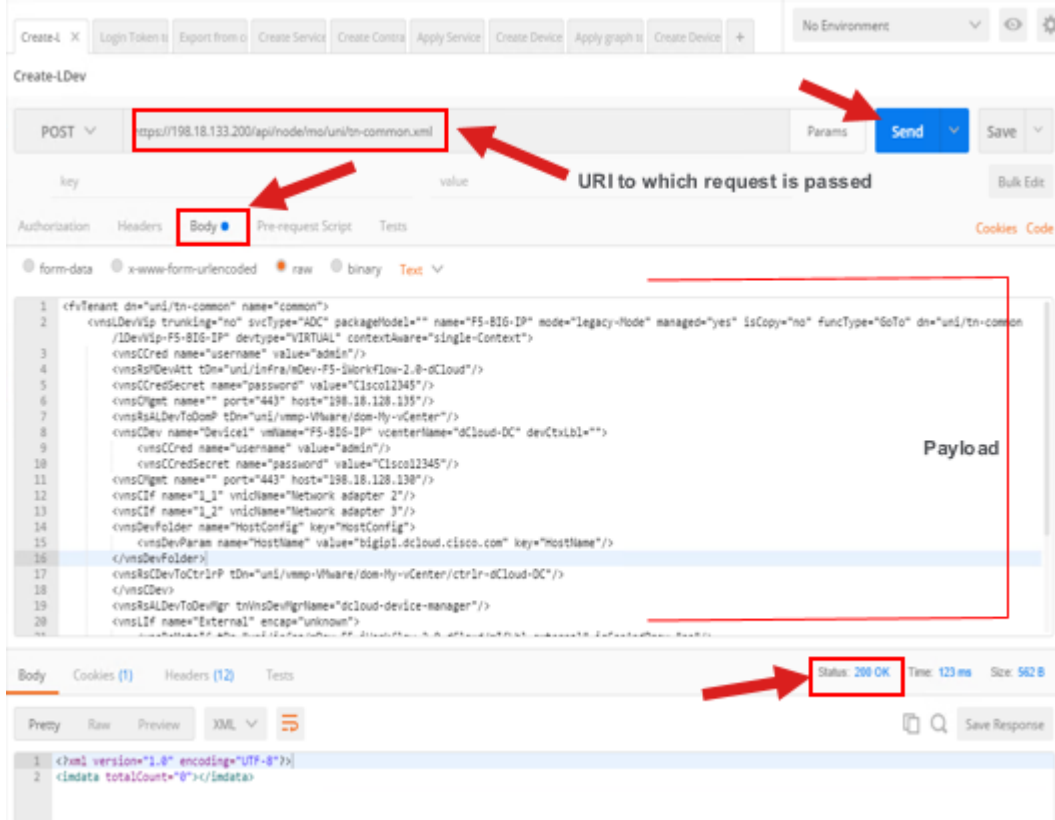 Create-L × Login Token t Export from o Create Service Create Contra Apply Service Create Device Apply graph to Create Device + No Environment
Create-LDev
POST https://198.18.133.200/api/node/mo/uni/tn-common.xml Params Send Save
key value URI to which request is passed Bulk Edit
Authorization Headers Body Pre-request Script Tests Cookies Code
form-data x-www-form-urlencoded raw binary Text
1 <fvTenant dn="uni/tn-common" name="common">
2 <vnsLDevVip trunking="no" svcType="ADC" packageModel="" name="F5-BIG-IP" mode="legacy-Mode" managed="yes" isCopy="no" funcType="GoTo" dn="uni/tn-common
/lDevVip-F5-BIG-IP" devtype="VIRTUAL" contextAware="single-Context">
3 <vnsCCred name="username" value="admin"/>
4 <vnsRsMDevAtt tDn="uni/infra/mDev-F5-iWorkflow-2.0-dCloud"/>
5 <vnsCCredSecret name="password" value="C1sco12345"/>
6 <vnsCMgmt name="" port="443" host="198.18.128.135"/>
7 <vnsRsALDevToDomP tDn="uni/vmmp-VMware/dom-My-vCenter"/>
8 <vnsCDev name="Device1" vmName="F5-BIG-IP" vcenterName="dCloud-DC" devCtxLbl="">
9 <vnsCCred name="username" value="admin"/>
10 <vnsCCredSecret name="password" value="C1sco12345"/>
Payload
11 <vnsCMgmt name="" port="443" host="198.18.128.130"/>
12 <vnsCIf name="1_1" vnicName="Network adapter 2"/>
13 <vnsCIf name="1_2" vnicName="Network adapter 3"/>
14 <vnsDevFolder name="HostConfig" key="HostConfig">
15 <vnsDevParam name="HostName" value="bigip1.dcloud.cisco.com" key="HostName"/>
16 </vnsDevFolder>
17 <vnsRsCDevToCtrlrP tDn="uni/vmmp-VMware/dom-My-vCenter/ctrlr-dCloud-DC"/>
18 </vnsCDev>
19 <vnsRsALDevToDevMgr tnVnsDevMgrName="dcloud-device-manager"/>
20 <vnsLIf name="External" encap="unknown">
Body Cookies (1) Headers (12) Tests Status: 200 OK Time: 123 ms Size: 562 B
Pretty Raw Preview XML Save Response
1 <?xml version="1.0" encoding="UTF-8"?>
2 <imdata totalCount="0"></imdata>